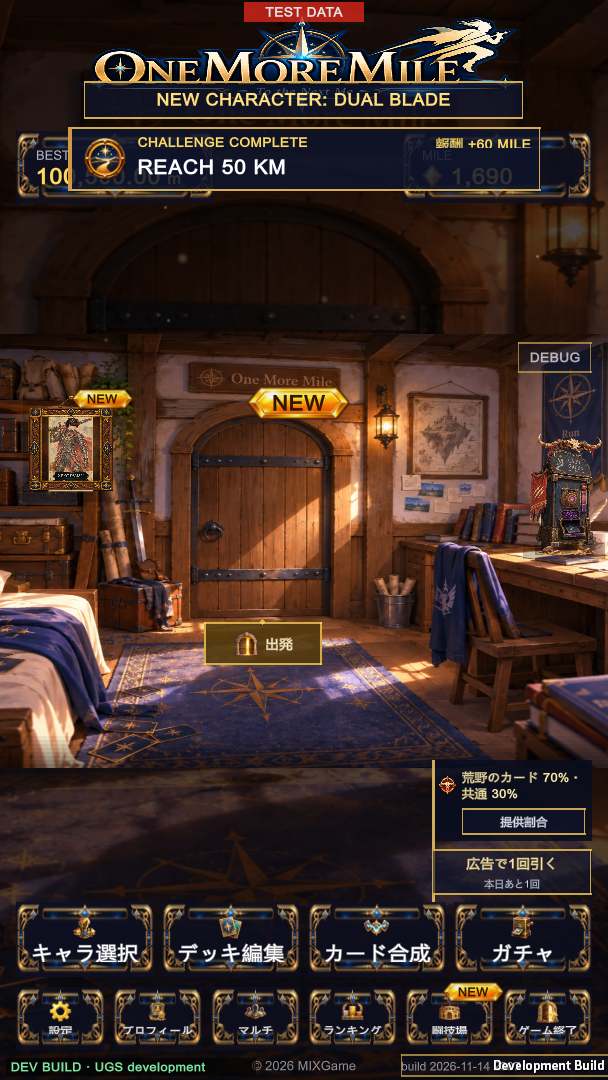 TEST DATA
ONE MORE MILE
NEW CHARACTER: DUAL BLADE
CHALLENGE COMPLETE
報酬 +60 MILE
REACH 50 KM
BEST
MILE
1,690
DEBUG
One More Mile
NEW
NEW
Run
出発
荒野のカード 70%・
共通 30%
提供割合
広告で1回引く
本日あと1回
キャラ選択
デッキ編集
カード合成
ガチャ
NEW
設定
プロフィール
マルチ
ランキング
闘技場
ゲーム終了
DEV BUILD · UGS development
© 2026 MIXGame
build 2026-11-14
Development Build